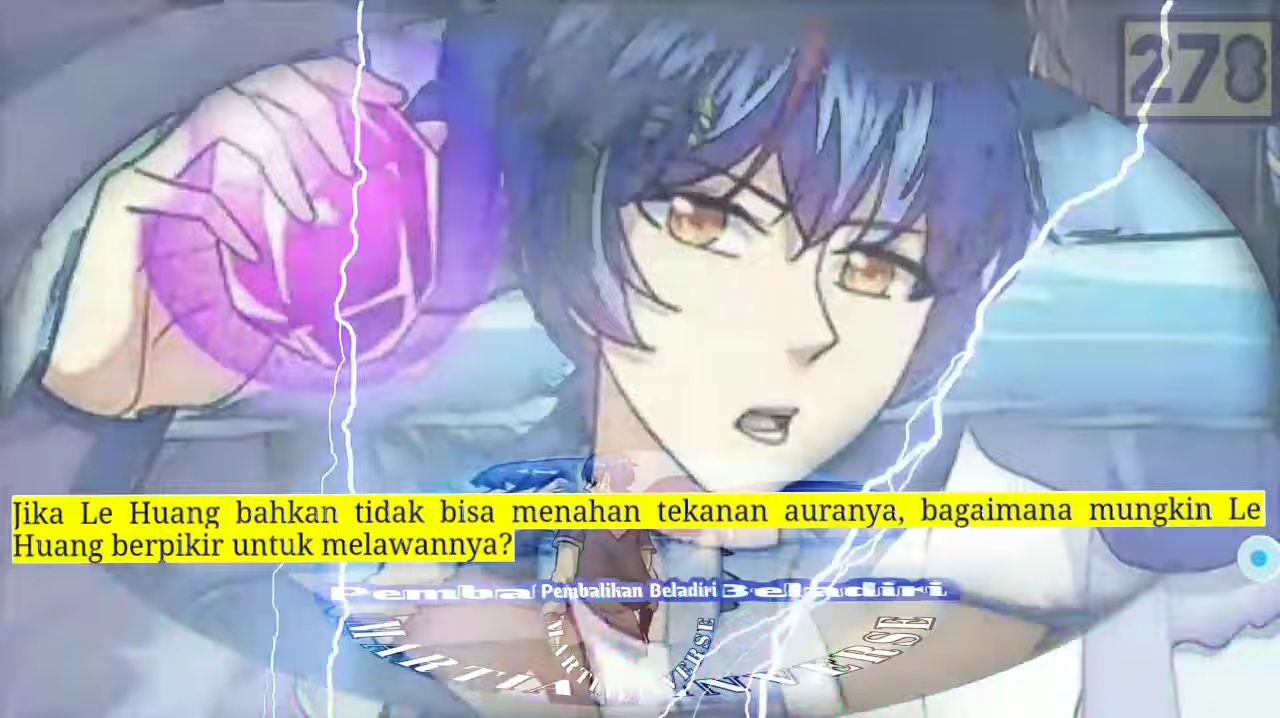 278
Jika Le Huang bahkan tidak bisa menahan tekanan auranya, bagaimana mungkin Le
Huang berpikir untuk melawannya?
Pembalikan Beladiri Beladiri